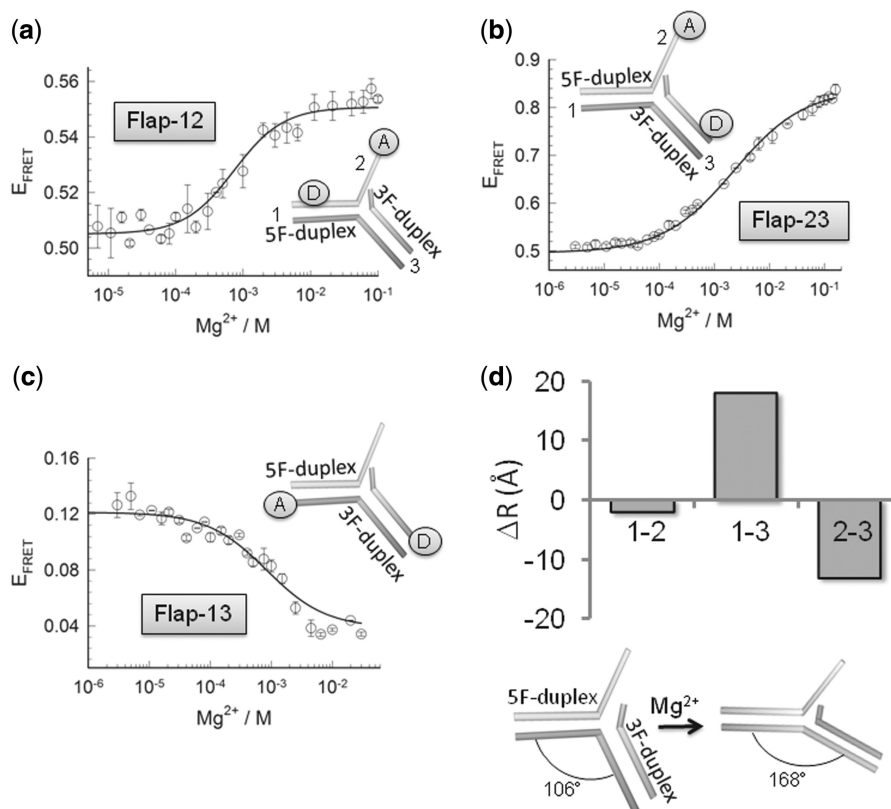 (a)
0.56
0.54
0.52
0.50
E_FRET
Flap-12
A
2
D
1
5F-duplex
3F-duplex
3
10⁻⁵
10⁻⁴
10⁻³
10⁻²
10⁻¹
Mg²⁺ / M
(b)
0.9
0.8
0.7
0.6
0.5
E_FRET
A
2
5F-duplex
1
3F-duplex
D
3
Flap-23
10⁻⁶
10⁻⁵
10⁻⁴
10⁻³
10⁻²
10⁻¹
Mg²⁺ / M
(c)
0.16
0.12
0.08
0.04
E_FRET
5F-duplex
A
3F-duplex
D
Flap-13
10⁻⁶
10⁻⁵
10⁻⁴
10⁻³
10⁻²
Mg²⁺ / M
(d)
20
10
0
-10
-20
ΔR (Å)
1-2
1-3
2-3
5F-duplex
3F-duplex
106°
Mg²⁺
168°